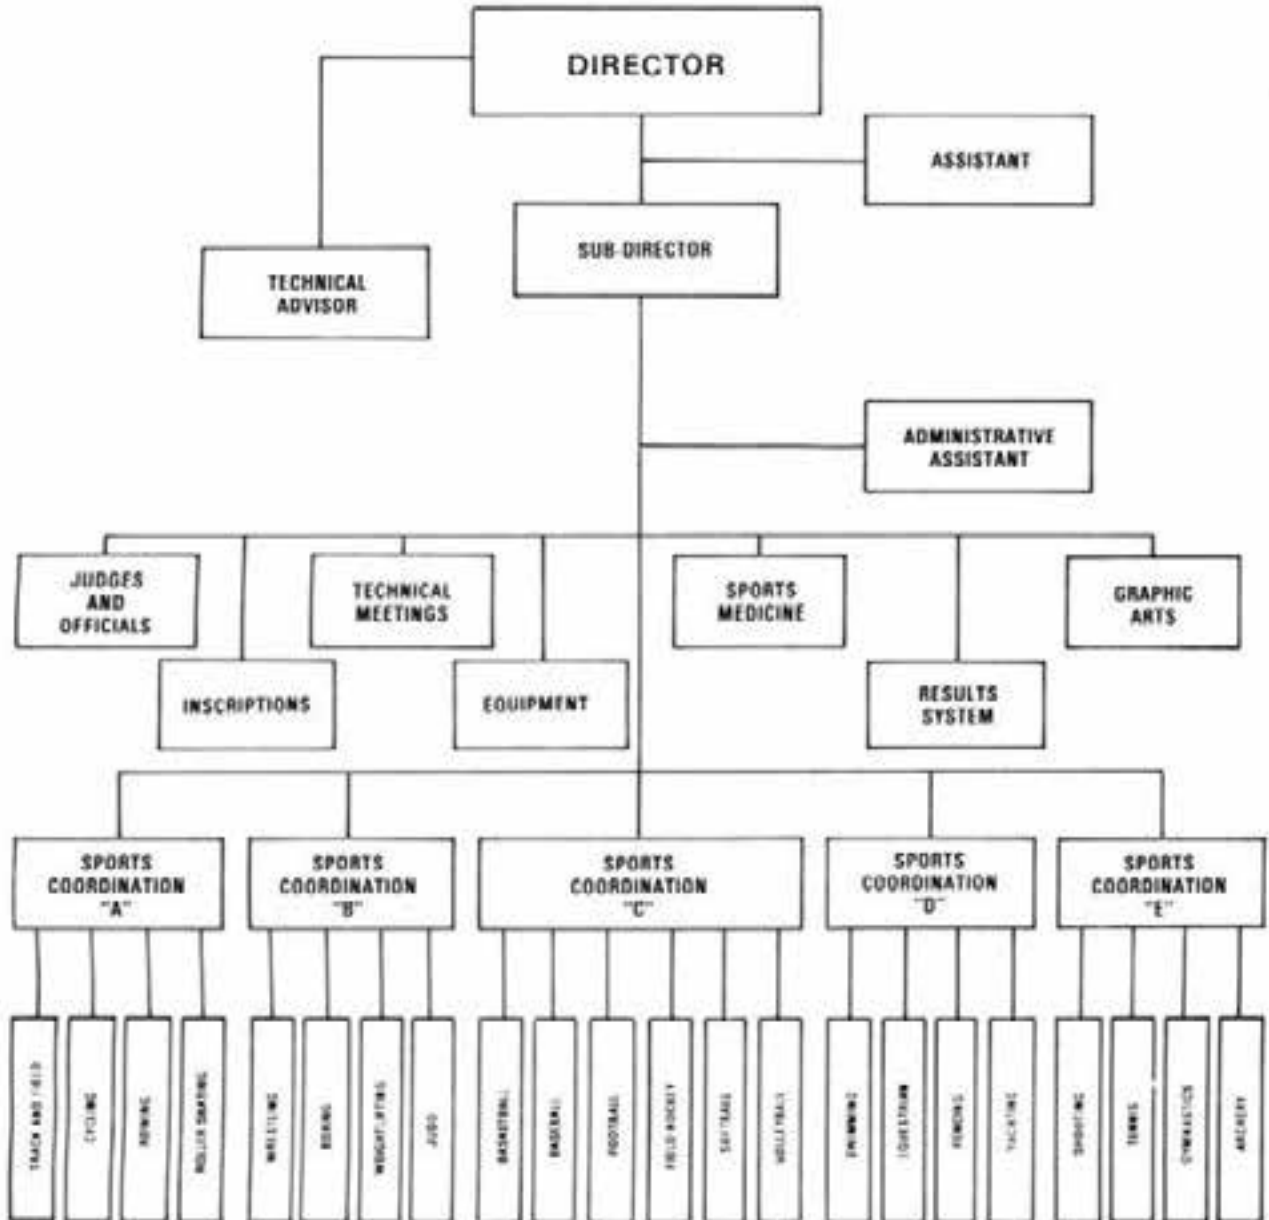 DIRECTOR
ASSISTANT
SUB-DIRECTOR
TECHNICAL
ADVISOR
ADMINISTRATIVE
ASSISTANT
JUDGES
AND
OFFICIALS
TECHNICAL
MEETINGS
SPORTS
MEDICINE
GRAPHIC
ARTS
INSCRIPTIONS
EQUIPMENT
RESULTS
SYSTEM
SPORTS
COORDINATION
"A"
SPORTS
COORDINATION
"B"
SPORTS
COORDINATION
"C"
SPORTS
COORDINATION
"D"
SPORTS
COORDINATION
"E"
TRACK AND FIELD
CYCLING
ROWING
ROLLER SKATING
WRESTLING
BOXING
WEIGHTLIFTING
JUDO
BASKETBALL
BASEBALL
FOOTBALL
FIELD HOCKEY
SOFTBALL
VOLLEYBALL
SWIMMING
EQUESTRIAN
FENCING
YACHTING
SHOOTING
TENNIS
GYMNASTICS
ARCHERY